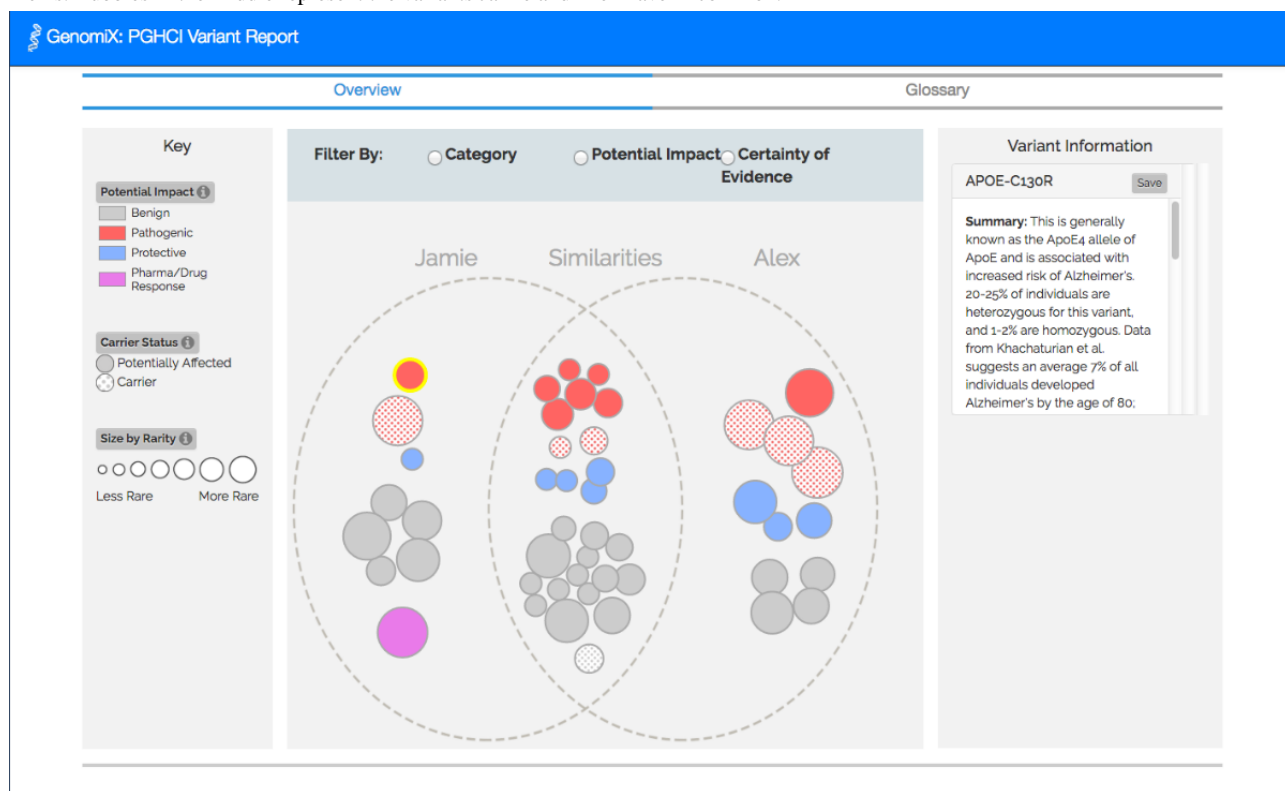 GenomiX: PGHCI Variant Report
Overview
Glossary
Key
Potential Impact
Benign
Pathogenic
Protective
Pharma/Drug
Response
Carrier Status
Potentially Affected
Carrier
Size by Rarity
Less Rare More Rare
Filter By: Category Potential Impact Certainty of
Evidence
Jamie Similarities Alex
Variant Information
APOE-C130R Save
Summary: This is generally
known as the ApoE4 allele of
ApoE and is associated with
increased risk of Alzheimer's.
20-25% of individuals are
heterozygous for this variant,
and 1-2% are homozygous. Data
from Khachaturian et al.
suggests an average 7% of all
individuals developed
Alzheimer's by the age of 80;